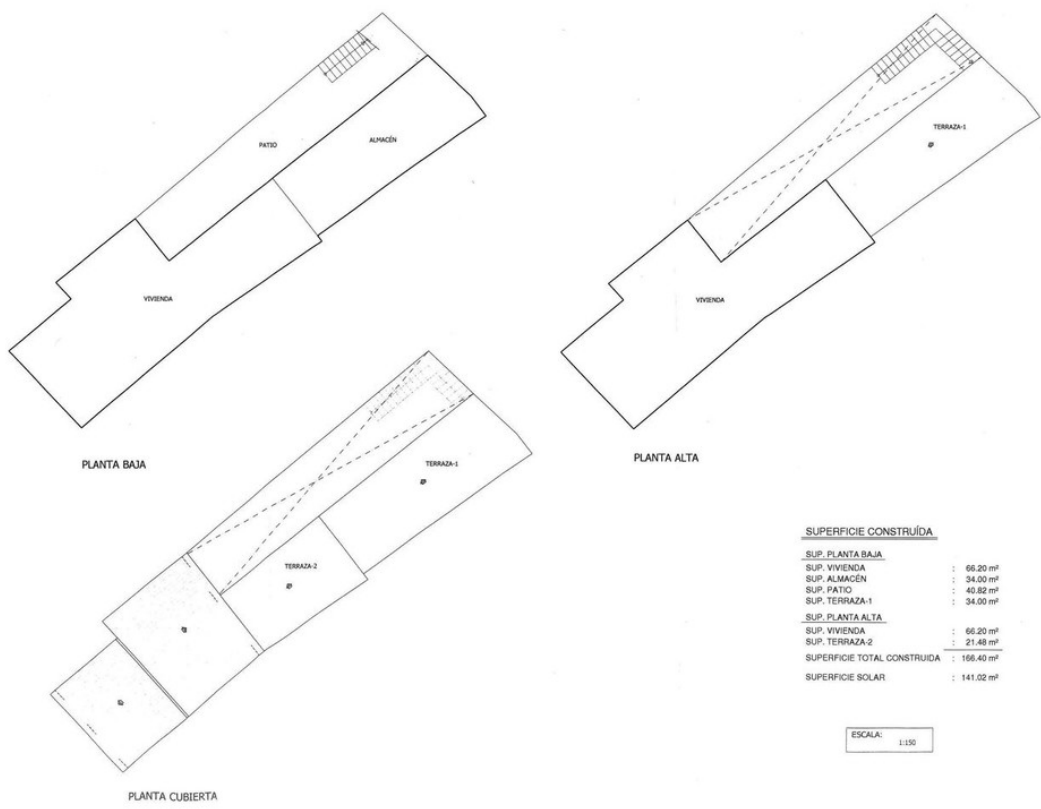 PATIO
ALMACÉN
VIVIENDA
PLANTA BAJA
TERRAZA-1
VIVIENDA
PLANTA ALTA
TERRAZA-1
TERRAZA-2
PLANTA CUBIERTA
SUPERFICIE CONSTRUÍDA
SUP. PLANTA BAJA
SUP. VIVIENDA : 66.20 m²
SUP. ALMACÉN : 34.00 m²
SUP. PATIO : 40.82 m²
SUP. TERRAZA-1 : 34.00 m²
SUP. PLANTA ALTA
SUP. VIVIENDA : 66.20 m²
SUP. TERRAZA-2 : 21.48 m²
SUPERFICIE TOTAL CONSTRUIDA : 166.40 m²
SUPERFICIE SOLAR : 141.02 m²
ESCALA: 1:150